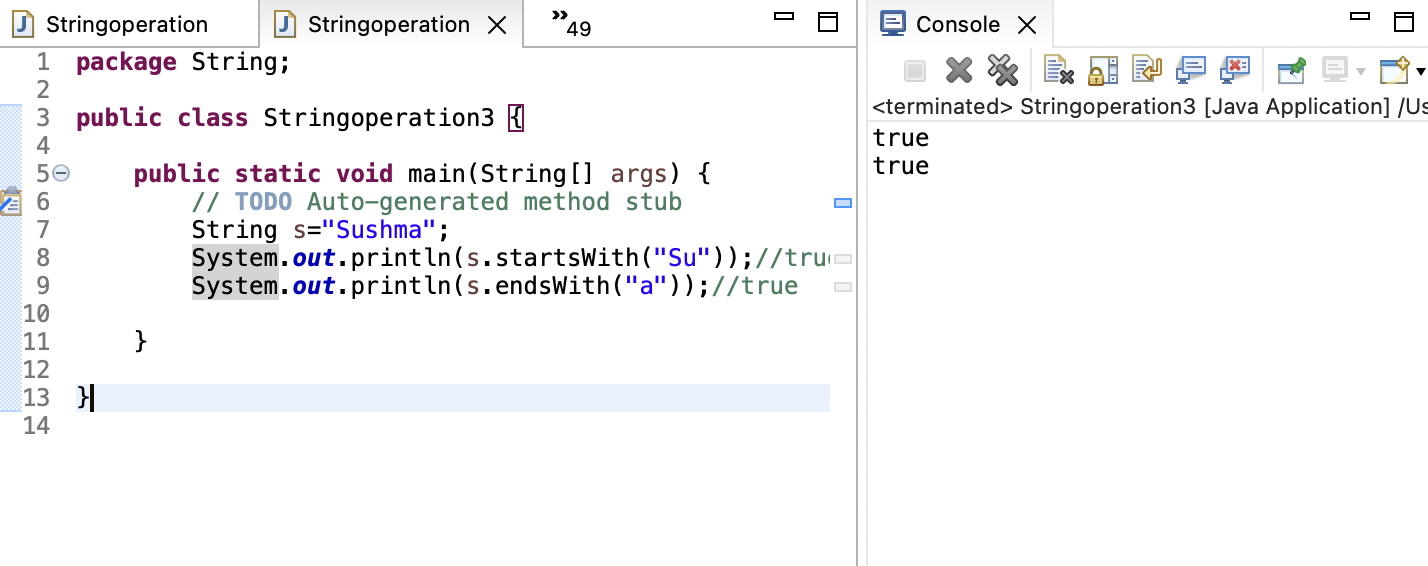 Stringoperation
Stringoperation
»49
1 package String;
2
3 public class Stringoperation3 {
4
5 public static void main(String[] args) {
6 // TODO Auto-generated method stub
7 String s="Sushma";
8 System.out.println(s.startsWith("Su"));//tru
9 System.out.println(s.endsWith("a"));//true
10
11 }
12
13 }
14
Console
<terminated> Stringoperation3 [Java Application] /Us
true
true